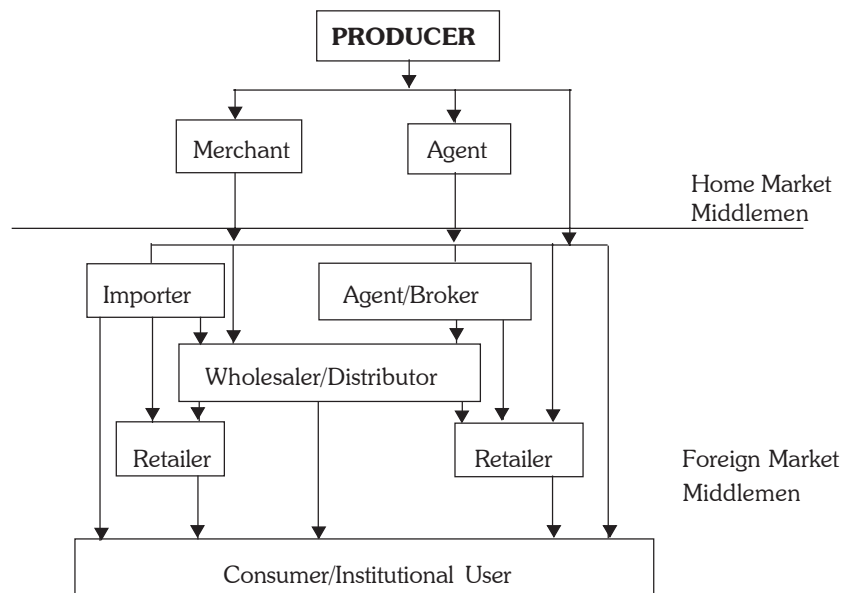 PRODUCER
Merchant
Agent
Home Market
Middlemen
Importer
Agent/Broker
Wholesaler/Distributor
Retailer
Retailer
Foreign Market
Middlemen
Consumer/Institutional User